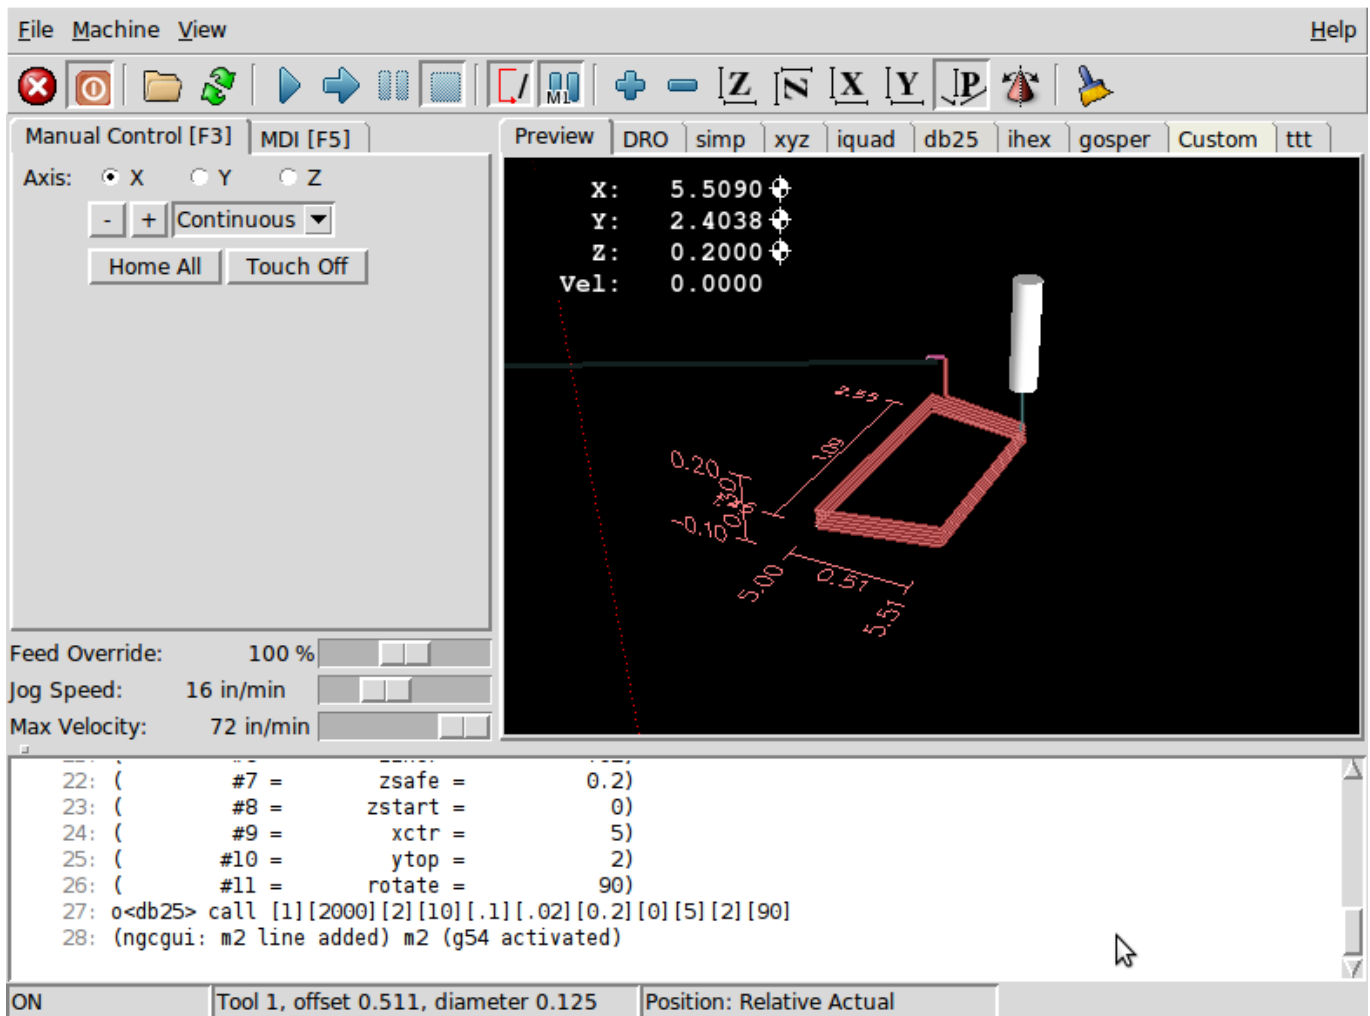 File Machine View Help
M1 Z N X Y P
Manual Control [F3] MDI [F5]
Preview DRO simp xyz iquad db25 ihex gosper Custom ttt
Axis: X Y Z
- + Continuous
Home All Touch Off
X: 5.5090
Y: 2.4038
Z: 0.2000
Vel: 0.0000
0.20
-0.10
5.00
0.51
5.51
Feed Override: 100 %
Jog Speed: 16 in/min
Max Velocity: 72 in/min
22: ( #7 = zsafe = 0.2)
23: ( #8 = zstart = 0)
24: ( #9 = xctr = 5)
25: ( #10 = ytop = 2)
26: ( #11 = rotate = 90)
27: o<db25> call [1][2000][2][10][.1][.02][0.2][0][5][2][90]
28: (ngcgui: m2 line added) m2 (g54 activated)
ON Tool 1, offset 0.511, diameter 0.125 Position: Relative Actual